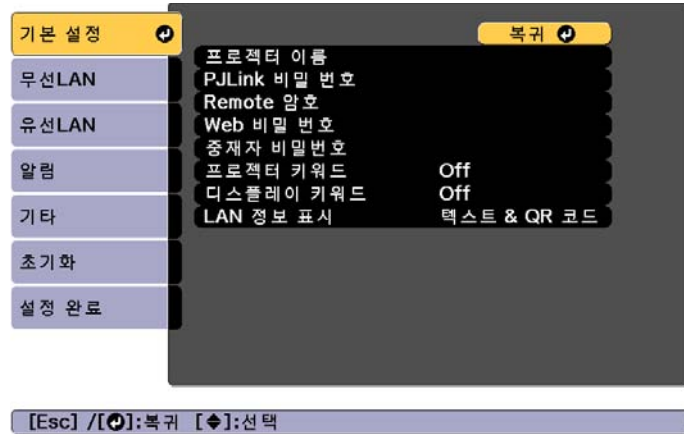 기본 설정
복귀
프로젝터 이름
무선LAN
PJLink 비밀 번호
Remote 암호
유선LAN
Web 비밀 번호
중재자 비밀번호
알림
프로젝터 키워드 Off
디스플레이 키워드 Off
기타
LAN 정보 표시 텍스트 & QR 코드
초기화
설정 완료
[Esc] /[]:복귀 [◆]:선택